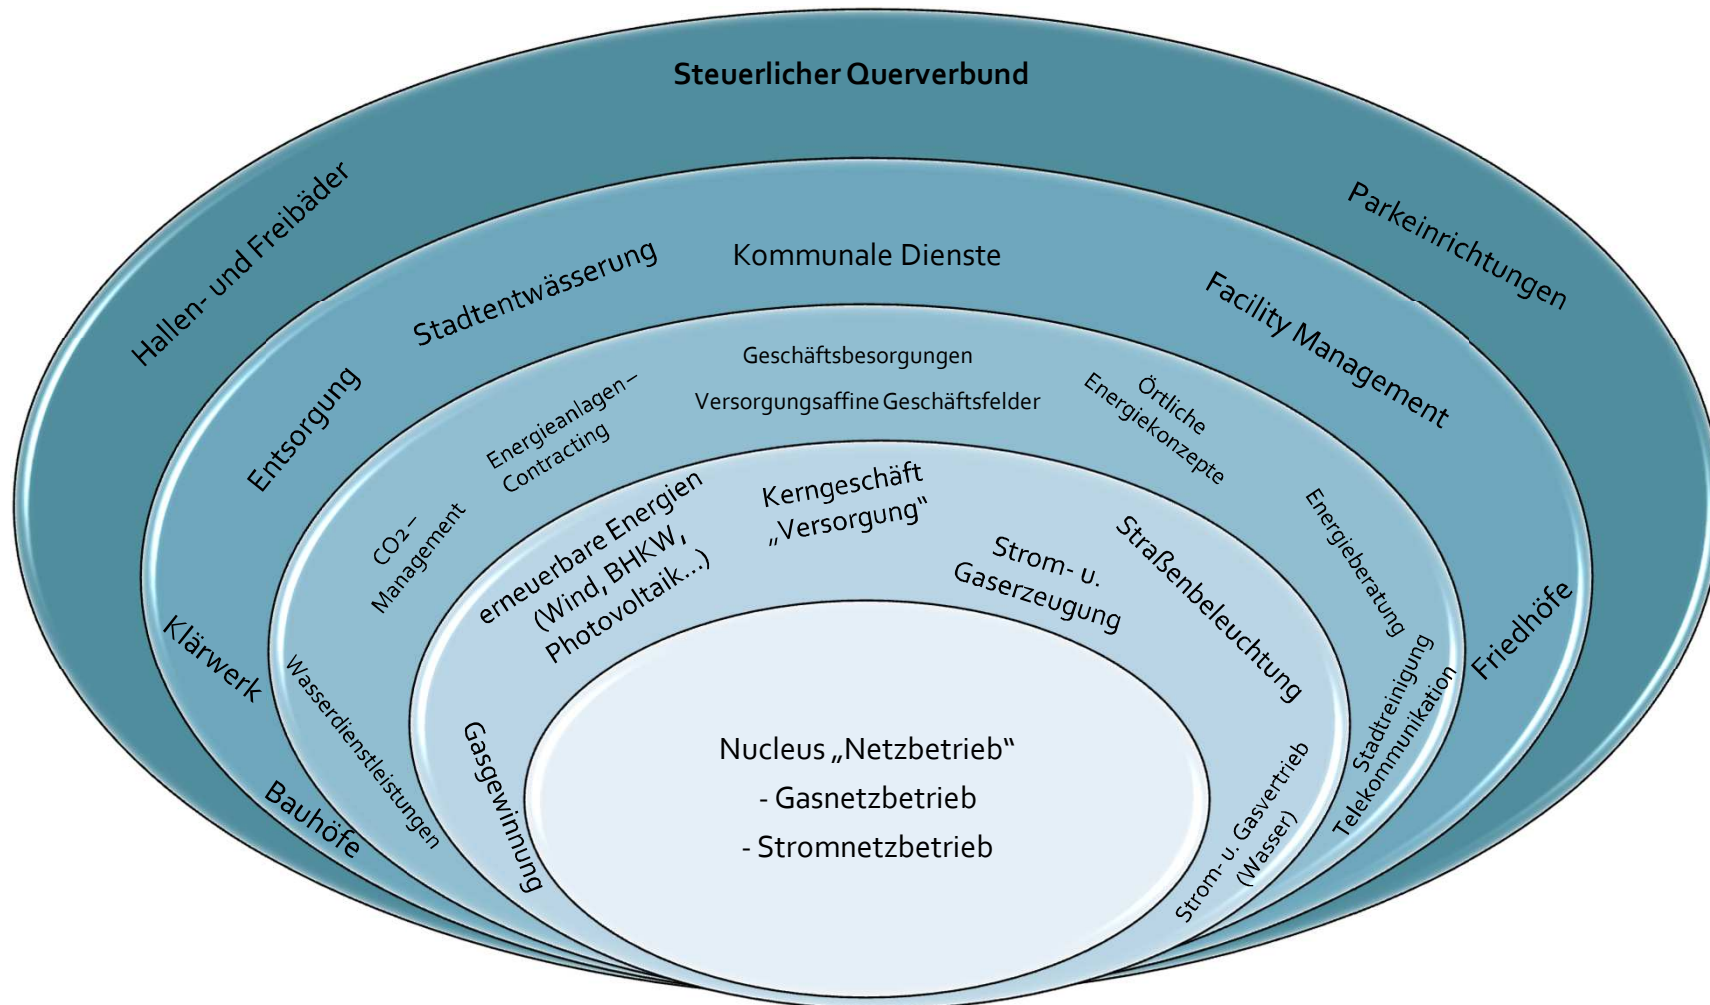 Steuerlicher Querverbund
Hallen- und Freibäder
Parkeinrichtungen
Kommunale Dienste
Stadtentwässerung
Facility Management
Entsorgung
Klärwerk
Bauhöfe
Friedhöfe
Geschäftsbesorgungen
Versorgungsaffine Geschäftsfelder
Energieanlagen –
Contracting
Örtliche
Energiekonzepte
CO2 –
Management
Energieberatung
Wasserdienstleistungen
Stadtreinigung
Telekommunikation
Kerngeschäft
„Versorgung“
erneuerbare Energien
(Wind, BHKW,
Photovoltaik...)
Strom- u.
Gaserzeugung
Straßenbeleuchtung
Gasgewinnung
Strom- u. Gasvertrieb
(Wasser)
Nucleus „Netzbetrieb“
- Gasnetzbetrieb
- Stromnetzbetrieb